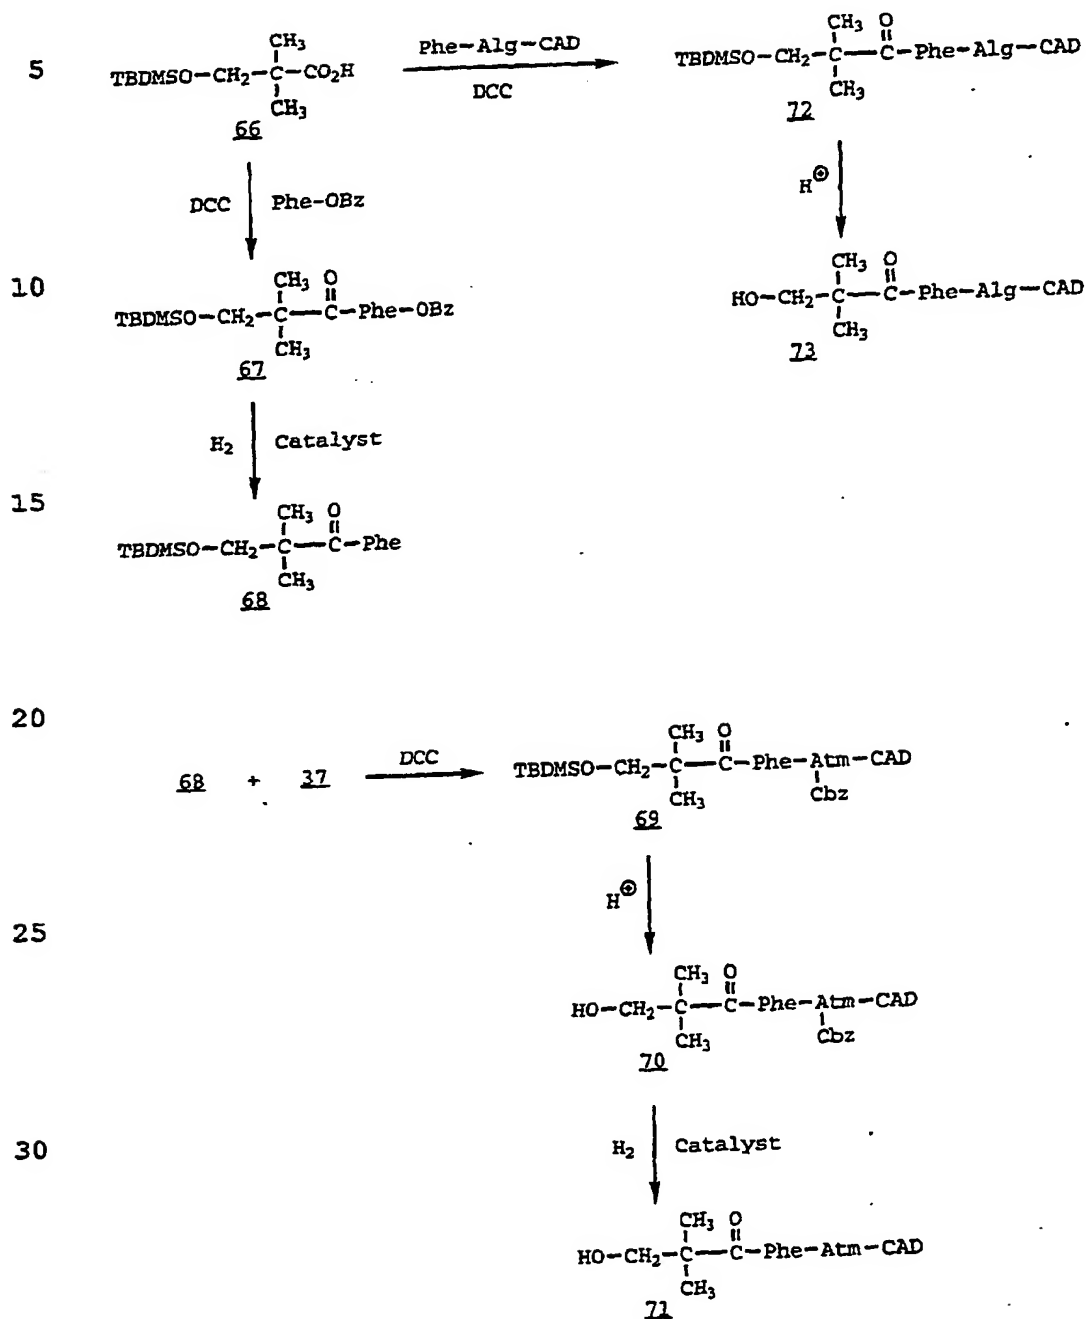 5
CH₃
TBDMSO-CH₂-C-CO₂H
CH₃
66
Phe-Alg-CAD
DCC
CH₃ O
TBDMSO-CH₂-C-C-Phe-Alg-CAD
CH₃
72
H⊕
DCC Phe-OBz
10
CH₃ O
TBDMSO-CH₂-C-C-Phe-OBz
CH₃
67
CH₃ O
HO-CH₂-C-C-Phe-Alg-CAD
CH₃
73
H₂ Catalyst
15
CH₃ O
TBDMSO-CH₂-C-C-Phe
CH₃
68
20
68 + 37
DCC
CH₃ O
TBDMSO-CH₂-C-C-Phe-Atm-CAD
CH₃ Cbz
69
H⊕
25
CH₃ O
HO-CH₂-C-C-Phe-Atm-CAD
CH₃ Cbz
70
30
H₂ Catalyst
CH₃ O
HO-CH₂-C-C-Phe-Atm-CAD
CH₃
71